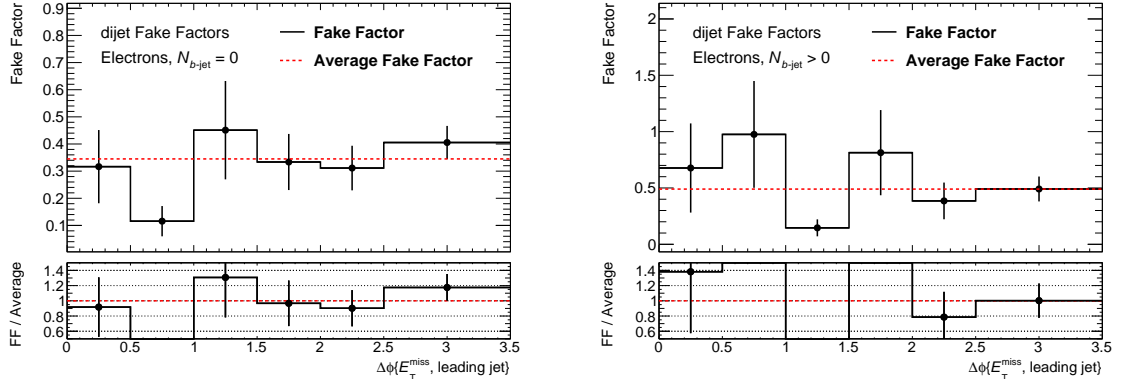 Fake Factor
0.9
0.8
0.7
0.6
0.5
0.4
0.3
0.2
0.1
dijet Fake Factors
Electrons, N_{b-jet} = 0
Fake Factor
Average Fake Factor
FF / Average
1.4
1.2
1
0.8
0.6
0 0.5 1 1.5 2 2.5 3 3.5
Δϕ{E_T^miss, leading jet}
Fake Factor
2
1.5
1
0.5
0
dijet Fake Factors
Electrons, N_{b-jet} > 0
Fake Factor
Average Fake Factor
FF / Average
1.4
1.2
1
0.8
0.6
0 0.5 1 1.5 2 2.5 3 3.5
Δϕ{E_T^miss, leading jet}